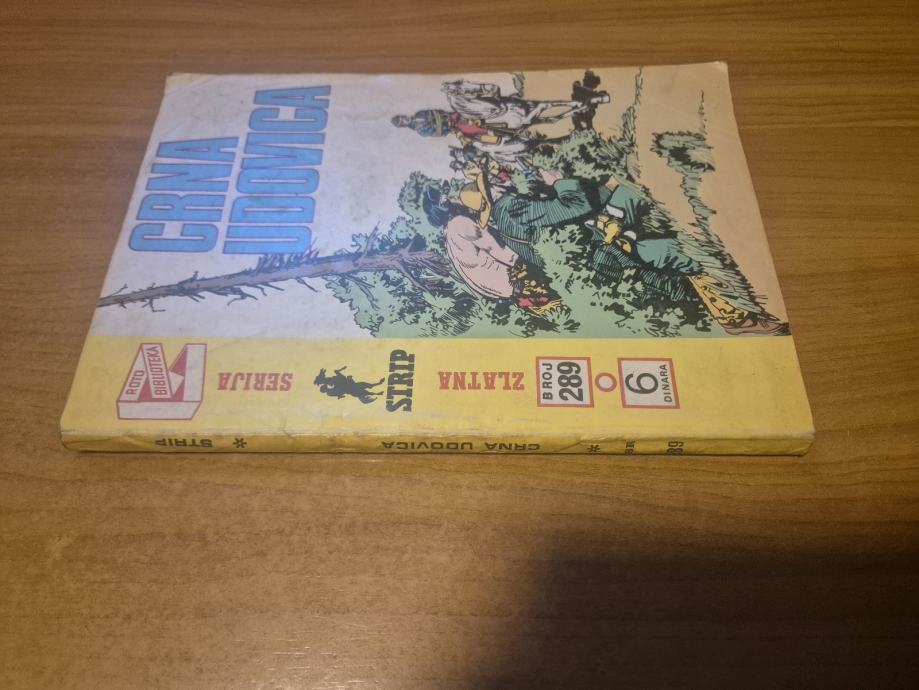 CRNA
UDOVICA
ROTO
BIBLIOTEKA
ZLATNA
STRIP
SERIJA
BROJ
289
6
DINARA
STRIP
*
CRNA UDOVICA
*